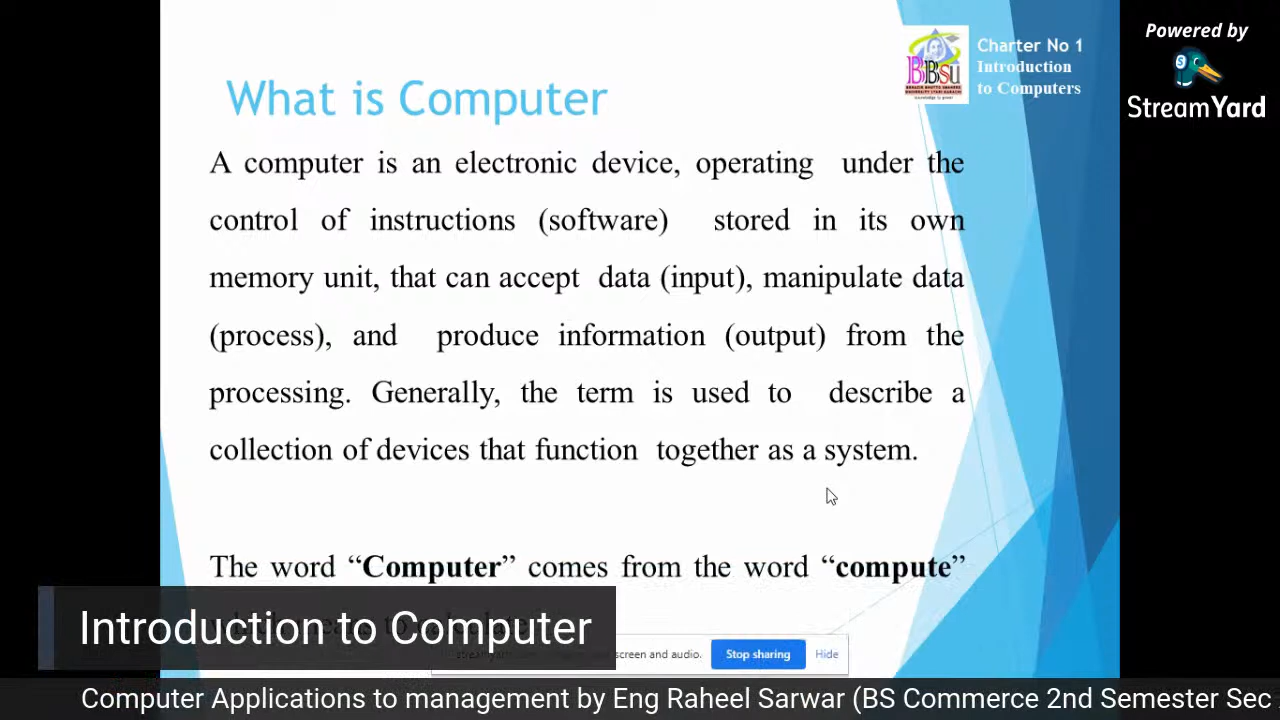 Powered by
StreamYard
Charter No 1
Introduction
to Computers
BBSU
What is Computer
A computer is an electronic device, operating under the
control of instructions (software) stored in its own
memory unit, that can accept data (input), manipulate data
(process), and produce information (output) from the
processing. Generally, the term is used to describe a
collection of devices that function together as a system.
The word “Computer” comes from the word “compute”
Introduction to Computer
screen and audio.
Stop sharing
Hide
Computer Applications to management by Eng Raheel Sarwar (BS Commerce 2nd Semester Sec